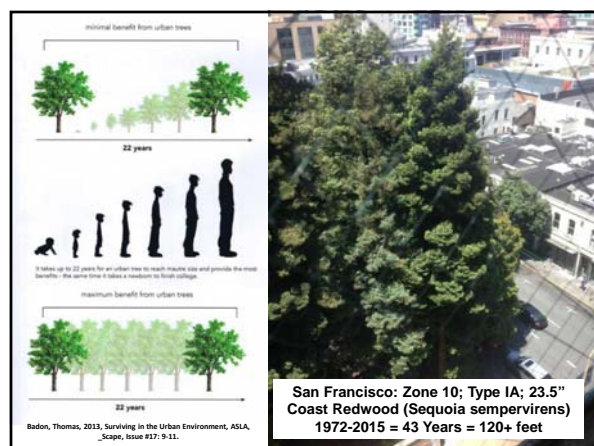 minimal benefit from urban trees
22 years
It takes up to 22 years for an urban tree to reach mautre size and provide the most
benefits - the same time it takes a newborn to finish college.
maximum benefit from urban trees
22 years
Badon, Thomas, 2013, Surviving in the Urban Environment, ASLA,
_Scape, Issue #17: 9-11.
San Francisco: Zone 10; Type IA; 23.5”
Coast Redwood (Sequoia sempervirens)
1972-2015 = 43 Years = 120+ feet